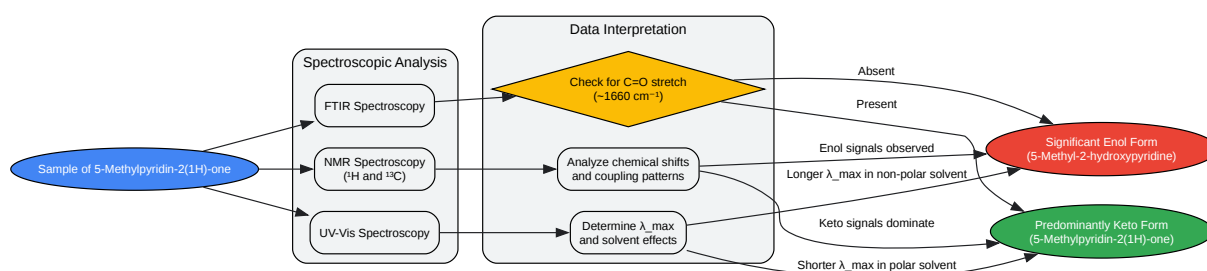 Data Interpretation
Spectroscopic Analysis
Sample of 5-Methylpyridin-2(1H)-one
FTIR Spectroscopy
NMR Spectroscopy
(¹H and ¹³C)
UV-Vis Spectroscopy
Check for C=O stretch
(~1660 cm⁻¹)
Analyze chemical shifts
and coupling patterns
Determine λ_max
and solvent effects
Absent
Present
Enol signals observed
Longer λ_max in non-polar solvent
Keto signals dominate
Shorter λ_max in polar solvent
Significant Enol Form
(5-Methyl-2-hydroxypyridine)
Predominantly Keto Form
(5-Methylpyridin-2(1H)-one)